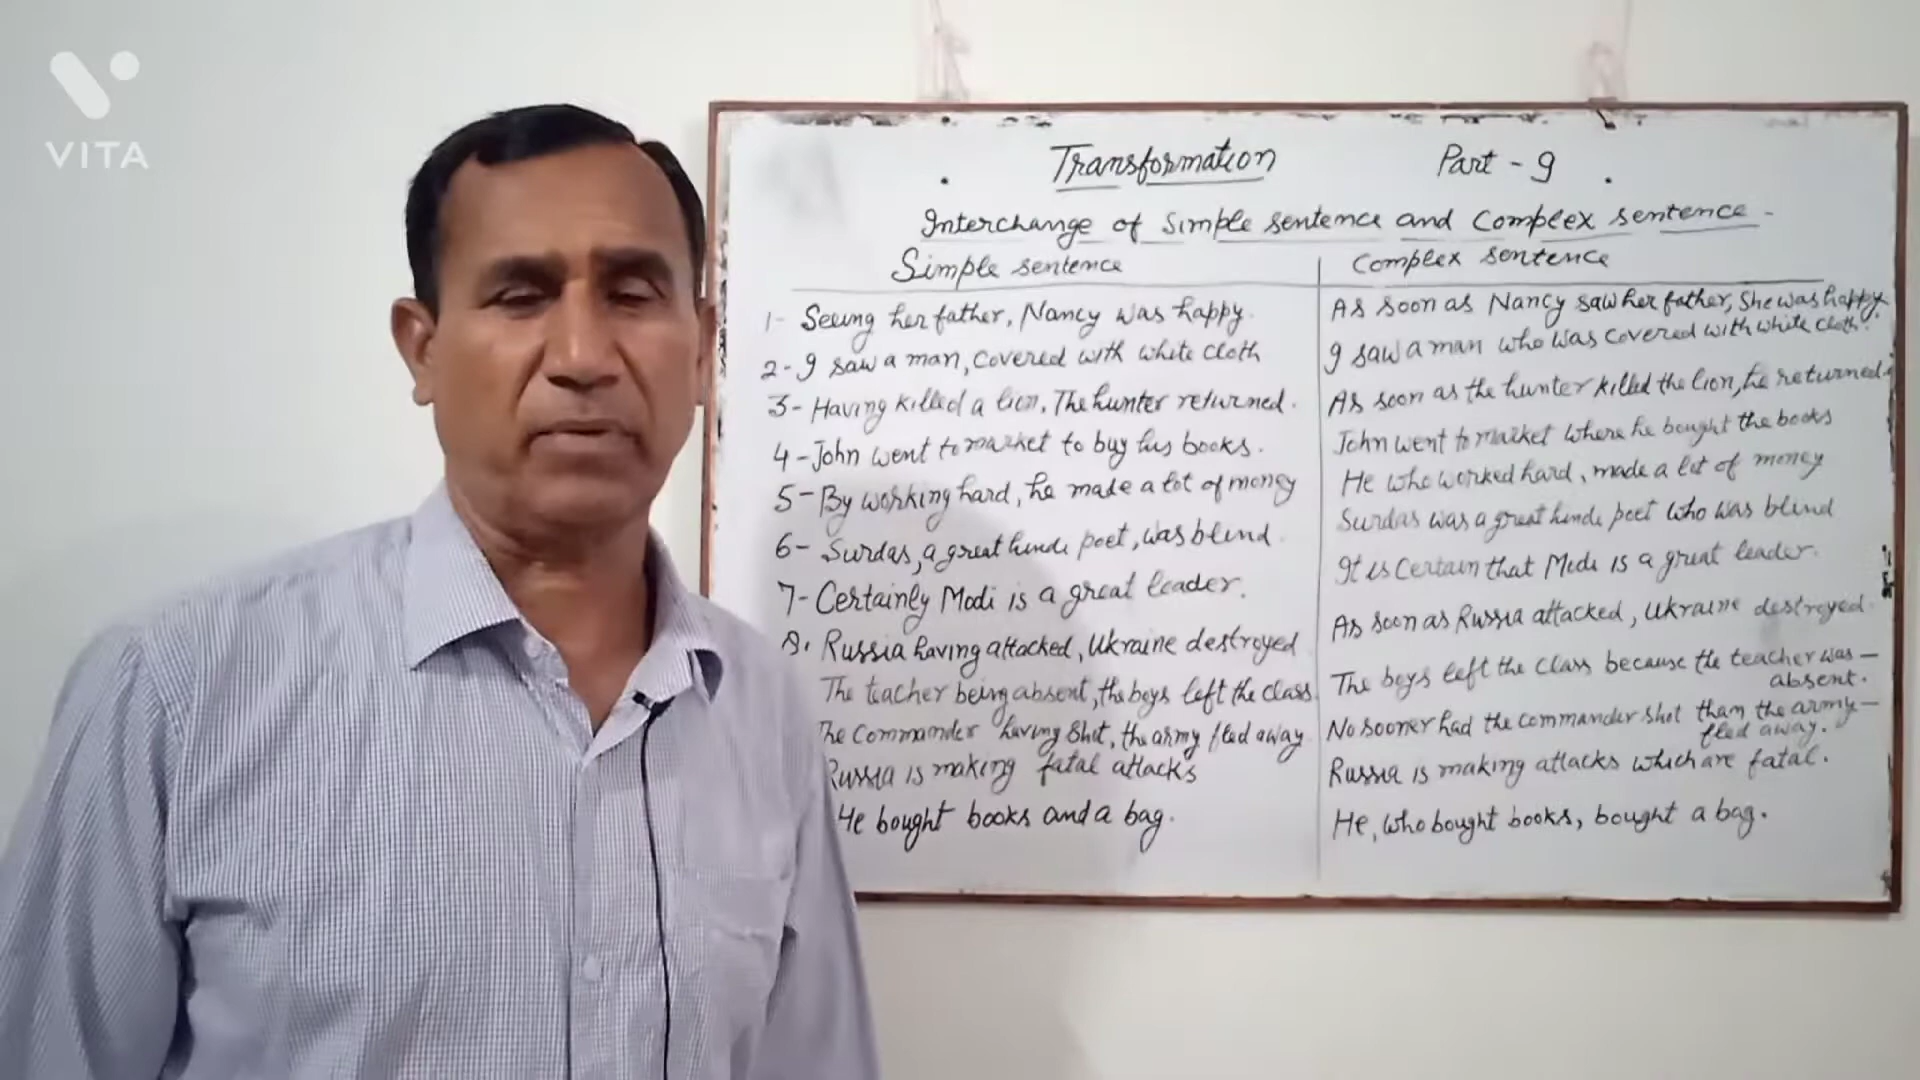 VITA
Transformation Part - 9
Interchange of simple sentence and Complex sentence -
Simple sentence
Complex sentence
1- Seeing her father, Nancy was happy.
2- I saw a man, covered with white cloth
3- Having killed a lion, The hunter returned.
4- John went to market to buy his books.
5- By working hard, he made a lot of money
6- Surdas, a great hindi poet, was blind.
7- Certainly Modi is a great leader.
8. Russia having attacked, Ukraine destroyed
The teacher being absent, the boys left the class.
The Commander having shot, the army fled away
Russia is making fatal attacks
He bought books and a bag.
As soon as Nancy saw her father, She was happy.
I saw a man who was covered with white cloth.
As soon as the hunter killed the lion, he returned.
John went to market where he bought the books
He who worked hard, made a lot of money
Surdas was a great hindi poet who was blind
It is Certain that Modi is a great leader.
As soon as Russia attacked, Ukraine destroyed.
The boys left the class because the teacher was —
absent.
No sooner had the commander shot than the army —
fled away.
Russia is making attacks which are fatal.
He, who bought books, bought a bag.